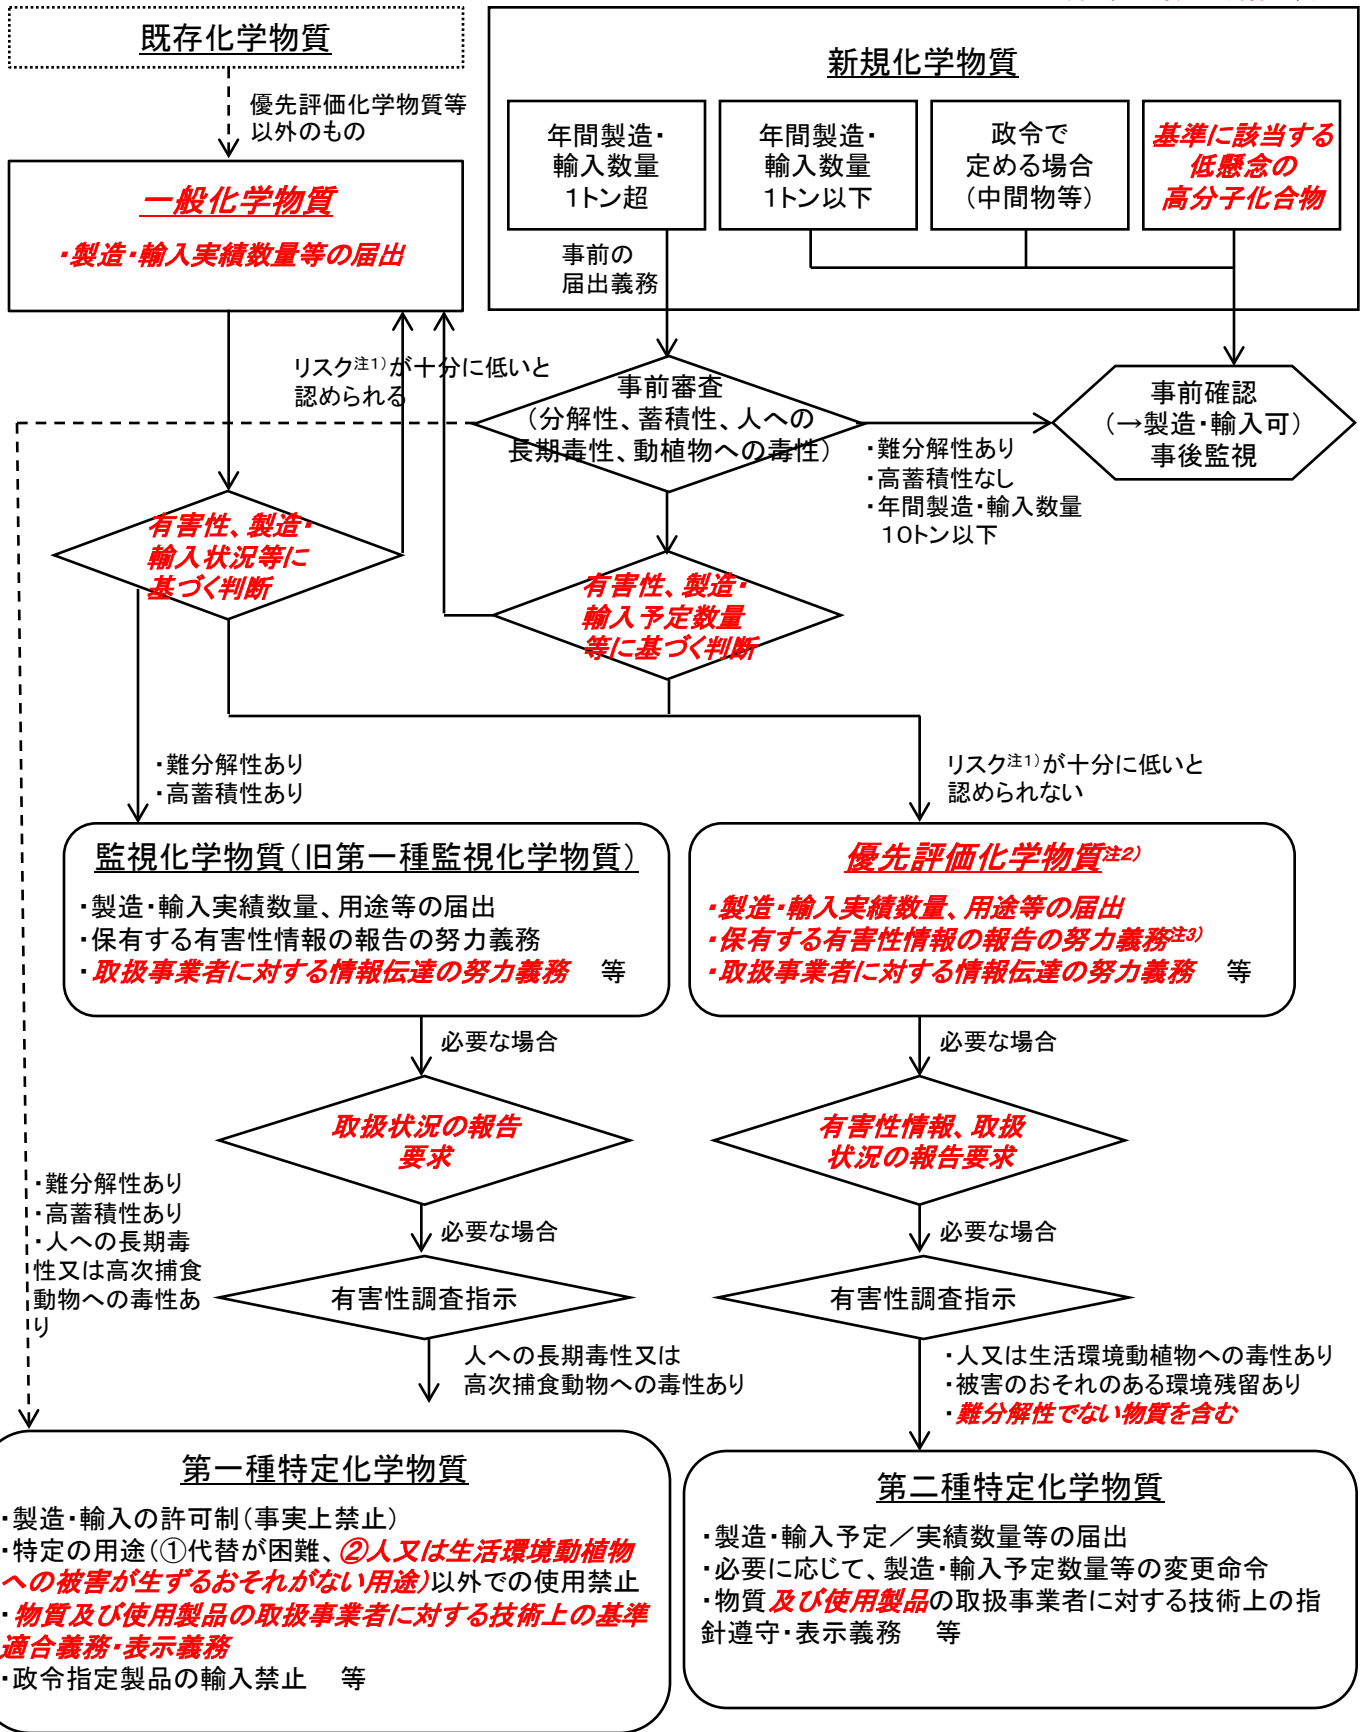 既存化学物質
優先評価化学物質等
以外のもの
一般化学物質
・製造・輸入実績数量等の届出
新規化学物質
年間製造・
輸入数量
1トン超
年間製造・
輸入数量
1トン以下
政令で
定める場合
（中間物等）
基準に該当する
低懸念の
高分子化合物
事前の
届出義務
リスク注1）が十分に低いと
認められる
事前審査
（分解性、蓄積性、人への
長期毒性、動植物への毒性）
事前確認
（→製造・輸入可）
事後監視
・難分解性あり
・高蓄積性なし
・年間製造・輸入数量
10トン以下
有害性、製造・
輸入状況等に
基づく判断
有害性、製造・
輸入予定数量
等に基づく判断
・難分解性あり
・高蓄積性あり
リスク注1）が十分に低いと
認められない
監視化学物質（旧第一種監視化学物質）
・製造・輸入実績数量、用途等の届出
・保有する有害性情報の報告の努力義務
・取扱事業者に対する情報伝達の努力義務　等
優先評価化学物質注2）
・製造・輸入実績数量、用途等の届出
・保有する有害性情報の報告の努力義務注3）
・取扱事業者に対する情報伝達の努力義務　等
必要な場合
必要な場合
取扱状況の報告
要求
有害性情報、取扱
状況の報告要求
必要な場合
必要な場合
有害性調査指示
有害性調査指示
・難分解性あり
・高蓄積性あり
・人への長期毒
性又は高次捕食
動物への毒性あ
り
人への長期毒性又は
高次捕食動物への毒性あり
・人又は生活環境動植物への毒性あり
・被害のおそれのある環境残留あり
・難分解性でない物質を含む
第一種特定化学物質
・製造・輸入の許可制（事実上禁止）
・特定の用途（①代替が困難、②人又は生活環境動植物
への被害が生ずるおそれがない用途）以外での使用禁止
・物質及び使用製品の取扱事業者に対する技術上の基準
適合義務・表示義務
・政令指定製品の輸入禁止　等
第二種特定化学物質
・製造・輸入予定／実績数量等の届出
・必要に応じて、製造・輸入予定数量等の変更命令
・物質及び使用製品の取扱事業者に対する技術上の指
針遵守・表示義務　等